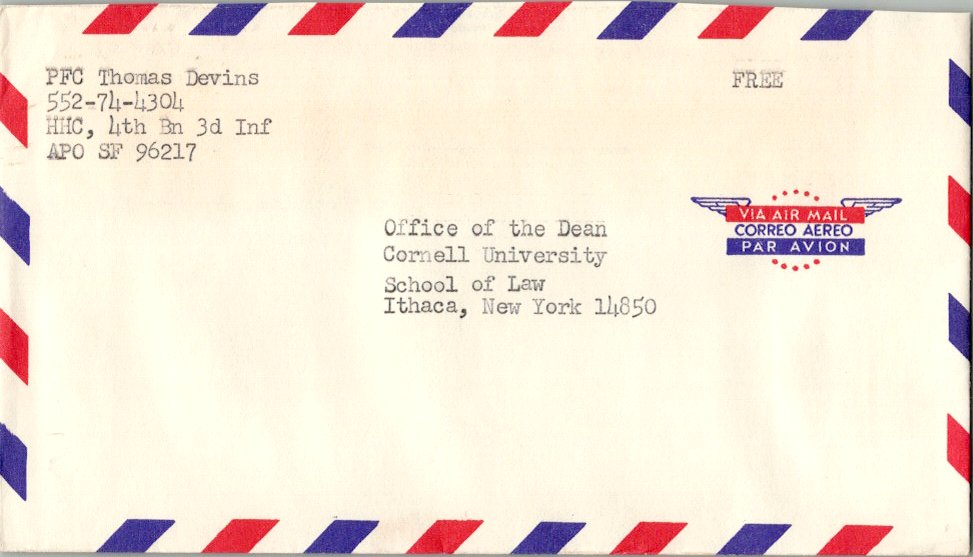 PFC Thomas Devins
552-74-4304
HHC, 4th Bn 3d Inf
APO SF 96217
FREE
VIA AIR MAIL
CORREO AEREO
PAR AVION
Office of the Dean
Cornell University
School of Law
Ithaca, New York 14850